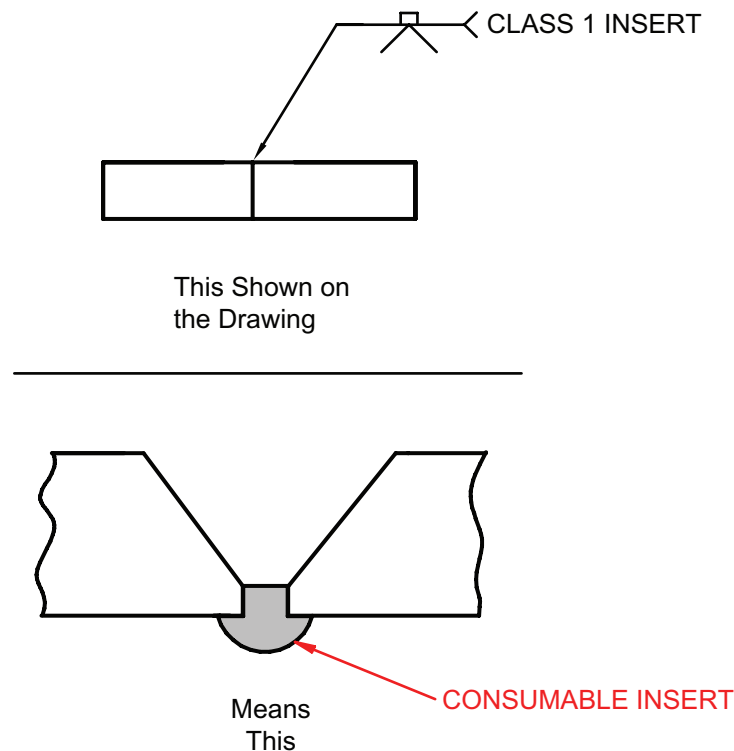 CLASS 1 INSERT
This Shown on
the Drawing
CONSUMABLE INSERT
Means
This